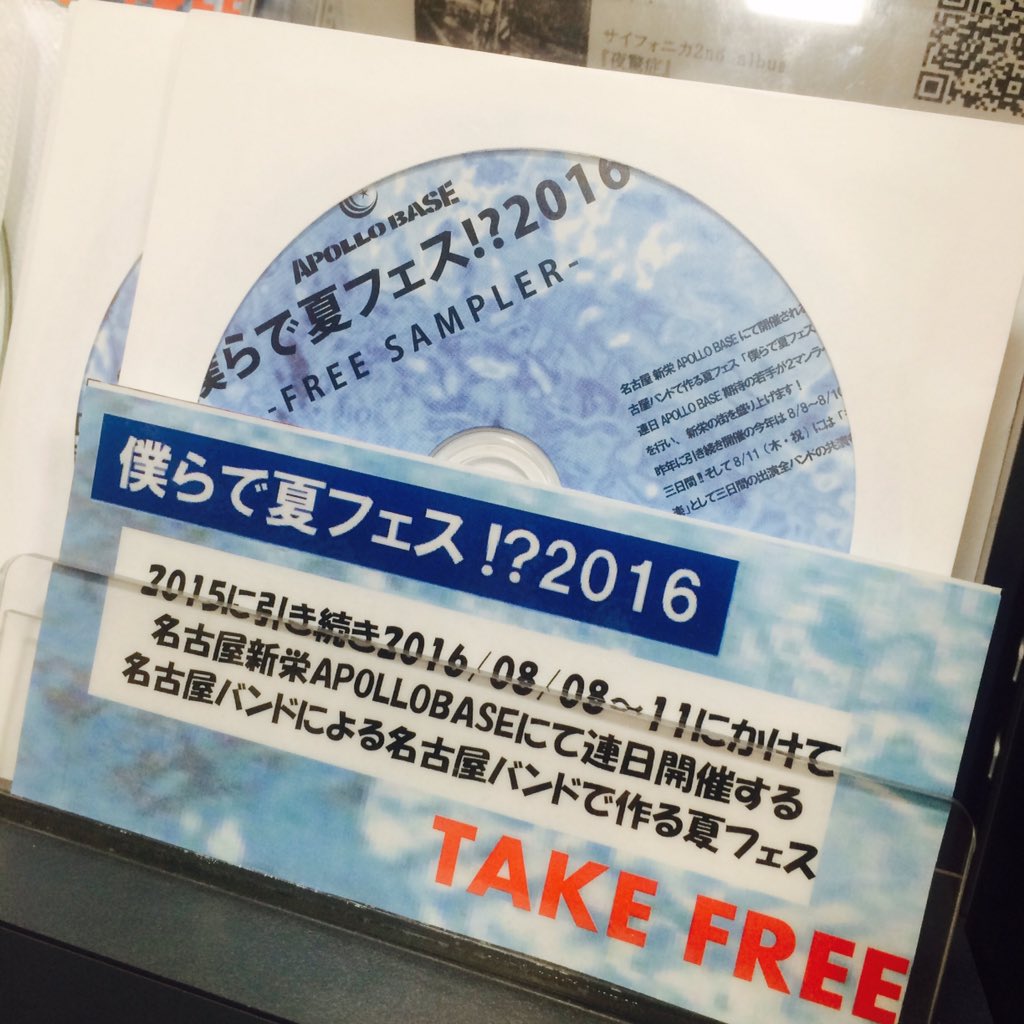 サイフォニカ2nd album
『夜驚症』
APOLLO BASE
僕らで夏フェス!?2016
-FREE SAMPLER-
名古屋 新栄 APOLLO BASE にて開催される
古屋バンドで作る夏フェス「僕らで夏フェス
連日 APOLLO BASE 期待の若手が2マンラ
を行い、新栄の街を盛り上げます!
昨年に引き続き開催の今年は 8/8〜8/10
三日間!! そして 8/11 (木・祝) には「
楽」として三日間の出演全バンドの共演
僕らで夏フェス!?2016
2015に引き続き2016/08/08〜11にかけて
名古屋新栄APOLLOBASEにて連日開催する
名古屋バンドによる名古屋バンドで作る夏フェス
TAKE FREE